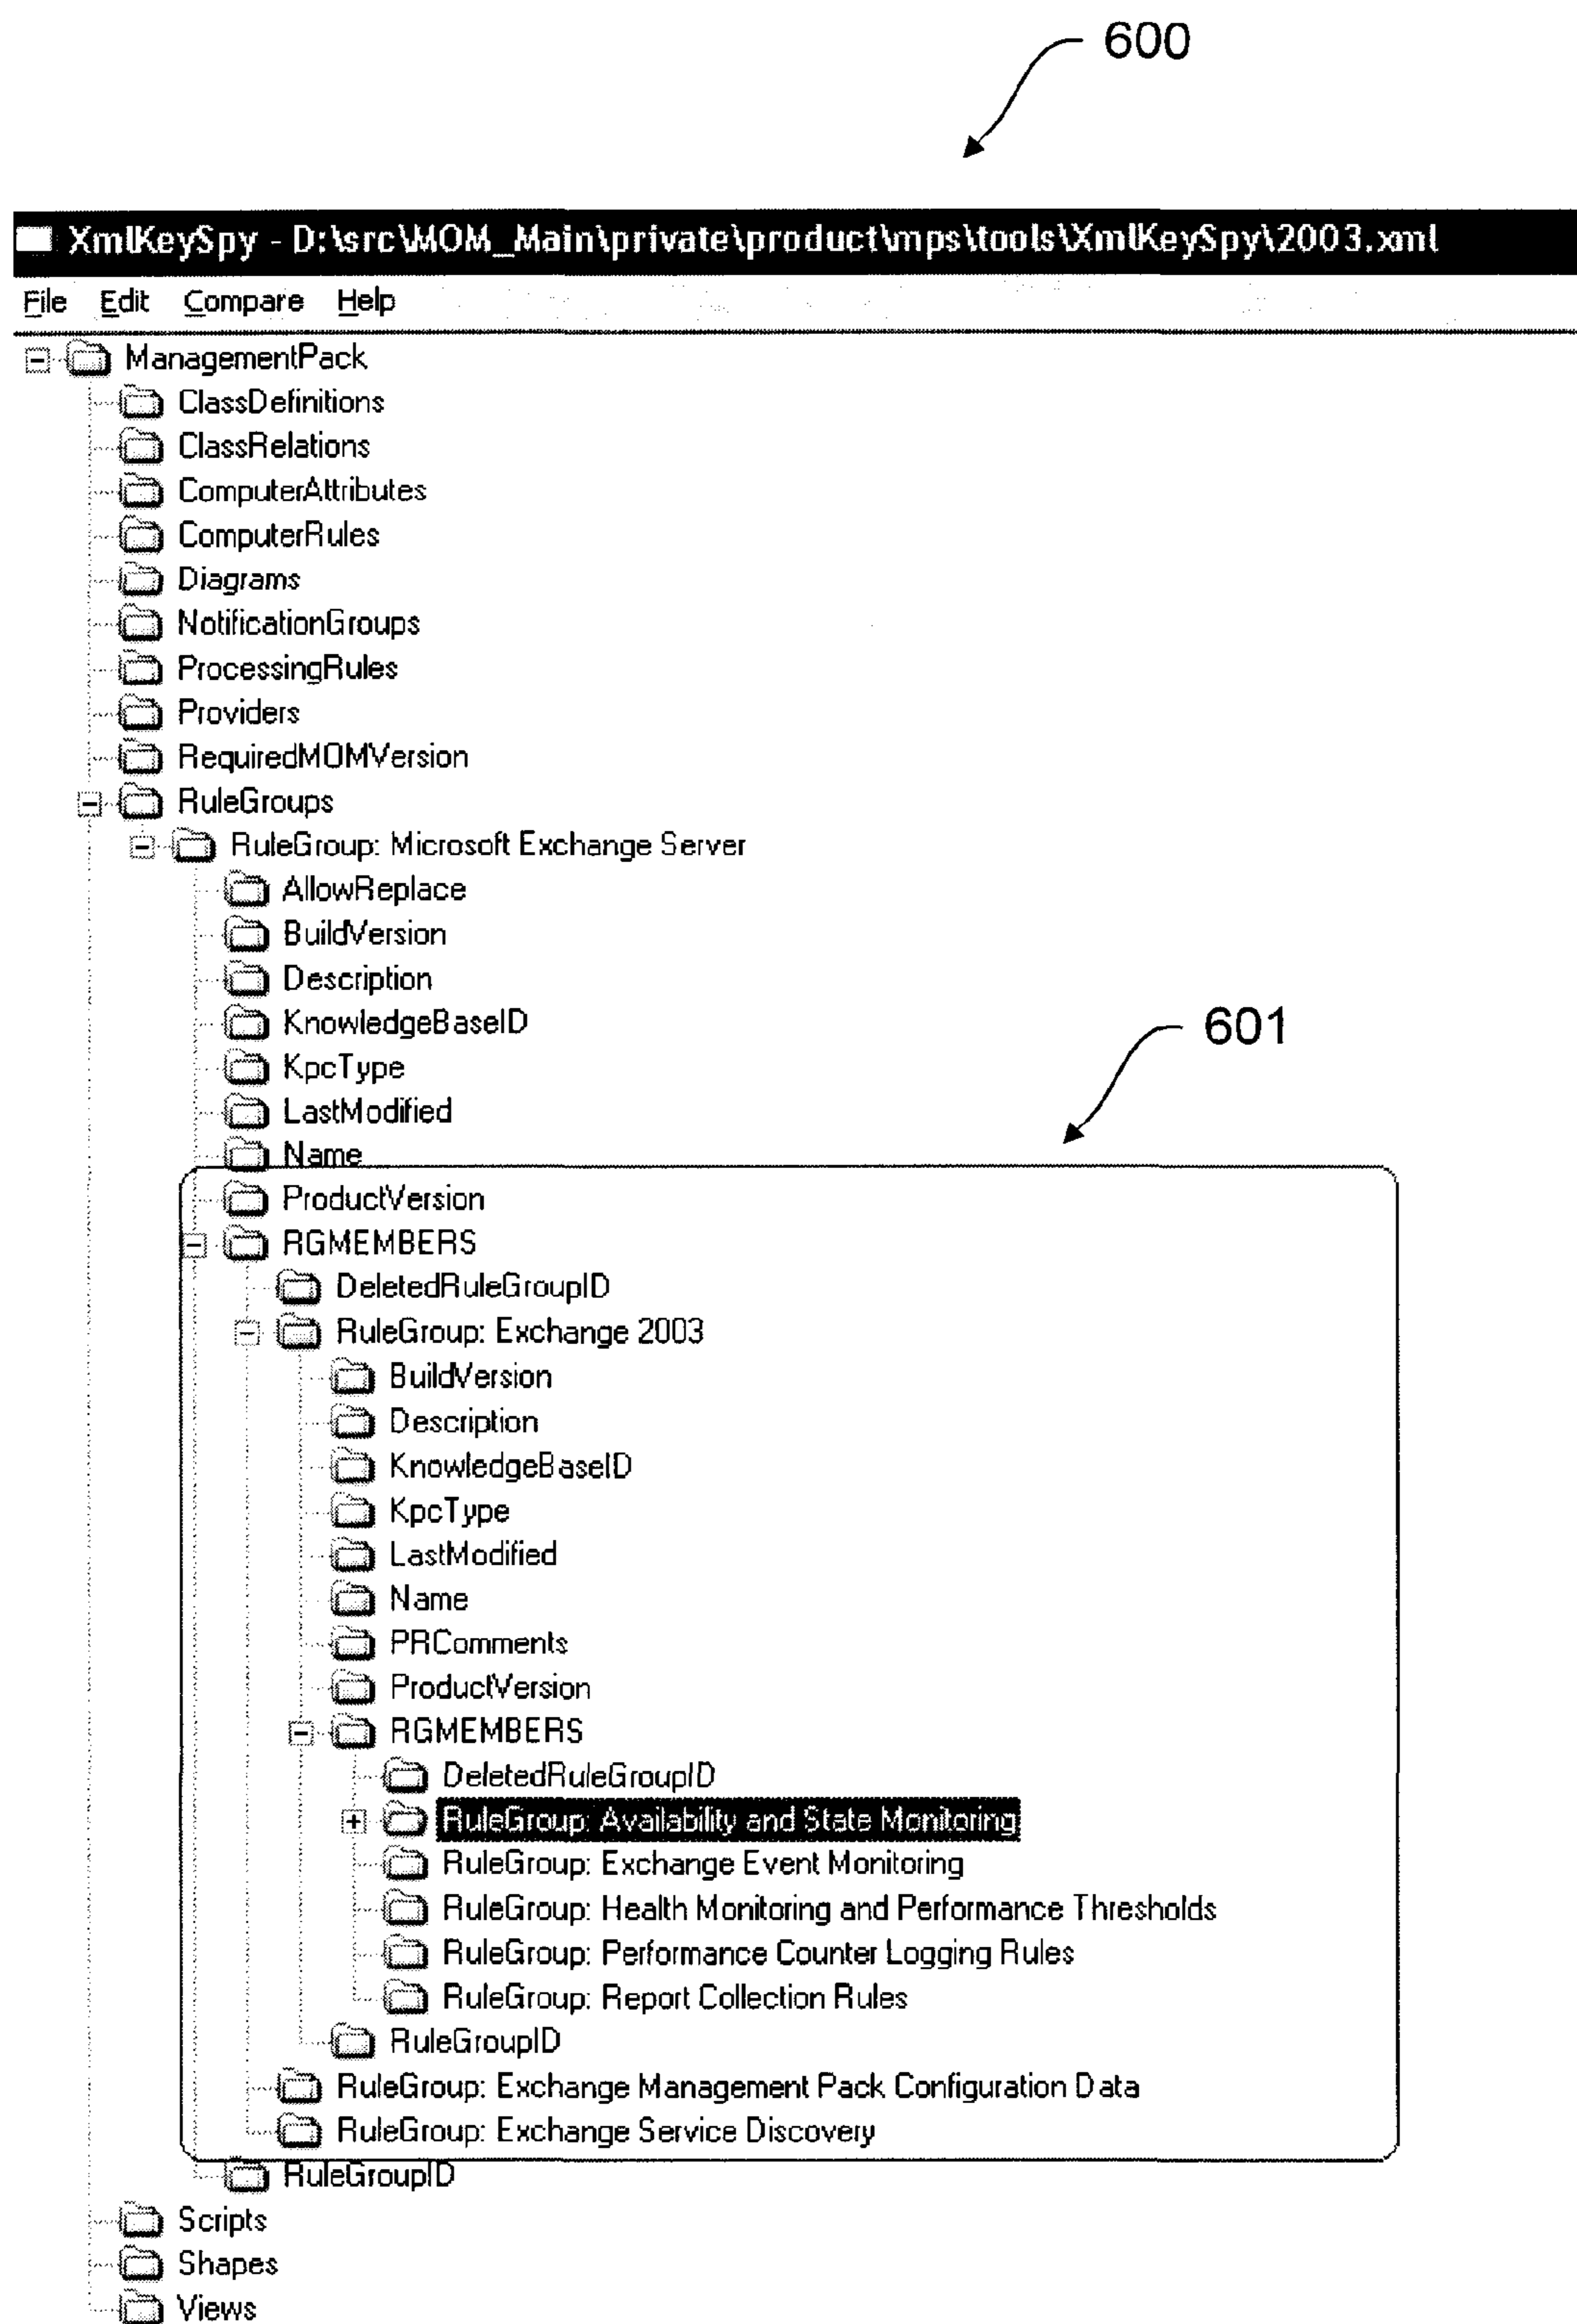 600
XmlKeySpy - D:\src\MOM_Main\private\product\mps\tools\XmlKeySpy\2003.xml
File Edit Compare Help
ManagementPack
ClassDefinitions
ClassRelations
ComputerAttributes
ComputerRules
Diagrams
NotificationGroups
ProcessingRules
Providers
RequiredMOMVersion
RuleGroups
RuleGroup: Microsoft Exchange Server
AllowReplace
BuildVersion
Description
KnowledgeBaseID
601
KpcType
LastModified
Name
ProductVersion
RGMEMBERS
DeletedRuleGroupID
RuleGroup: Exchange 2003
BuildVersion
Description
KnowledgeBaseID
KpcType
LastModified
Name
PRComments
ProductVersion
RGMEMBERS
DeletedRuleGroupID
RuleGroup: Availability and State Monitoring
RuleGroup: Exchange Event Monitoring
RuleGroup: Health Monitoring and Performance Thresholds
RuleGroup: Performance Counter Logging Rules
RuleGroup: Report Collection Rules
RuleGroupID
RuleGroup: Exchange Management Pack Configuration Data
RuleGroup: Exchange Service Discovery
RuleGroupID
Scripts
Shapes
Views